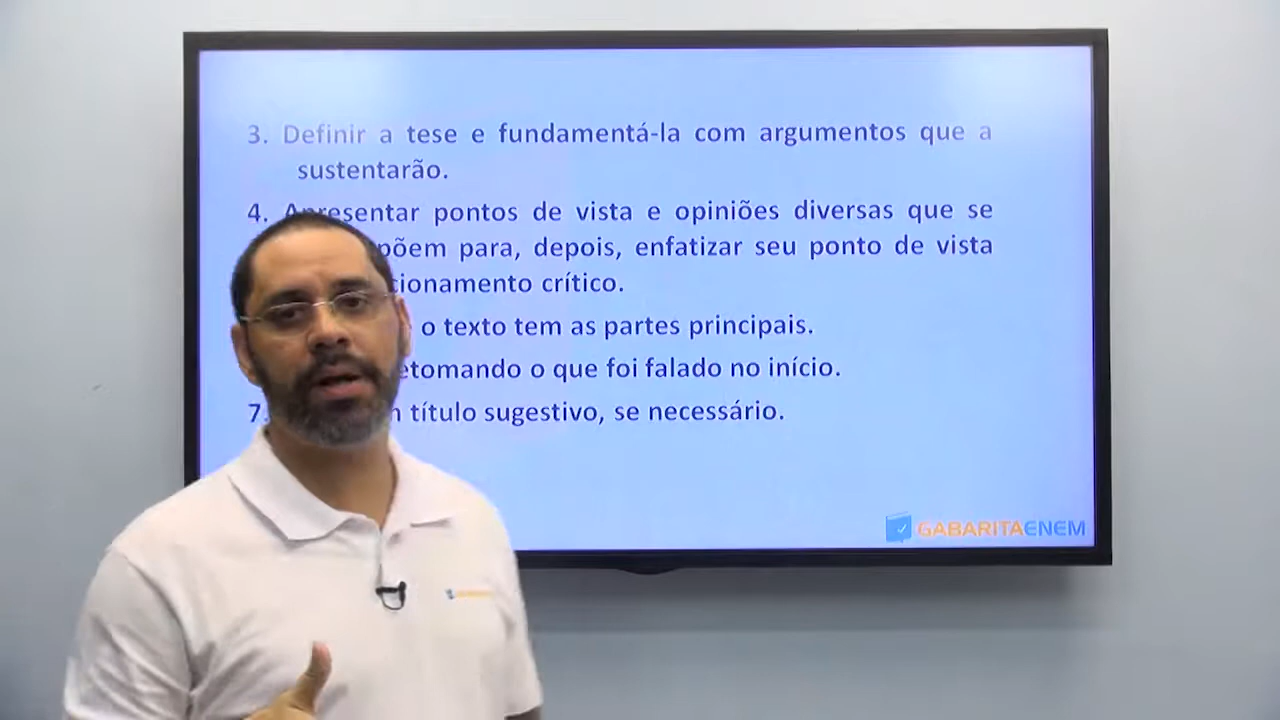 3. Definir a tese e fundamentá-la com argumentos que a
sustentarão.
4. Apresentar pontos de vista e opiniões diversas que se
põem para, depois, enfatizar seu ponto de vista
cionamento crítico.
o texto tem as partes principais.
etomando o que foi falado no início.
7. título sugestivo, se necessário.
GABARITAENEM